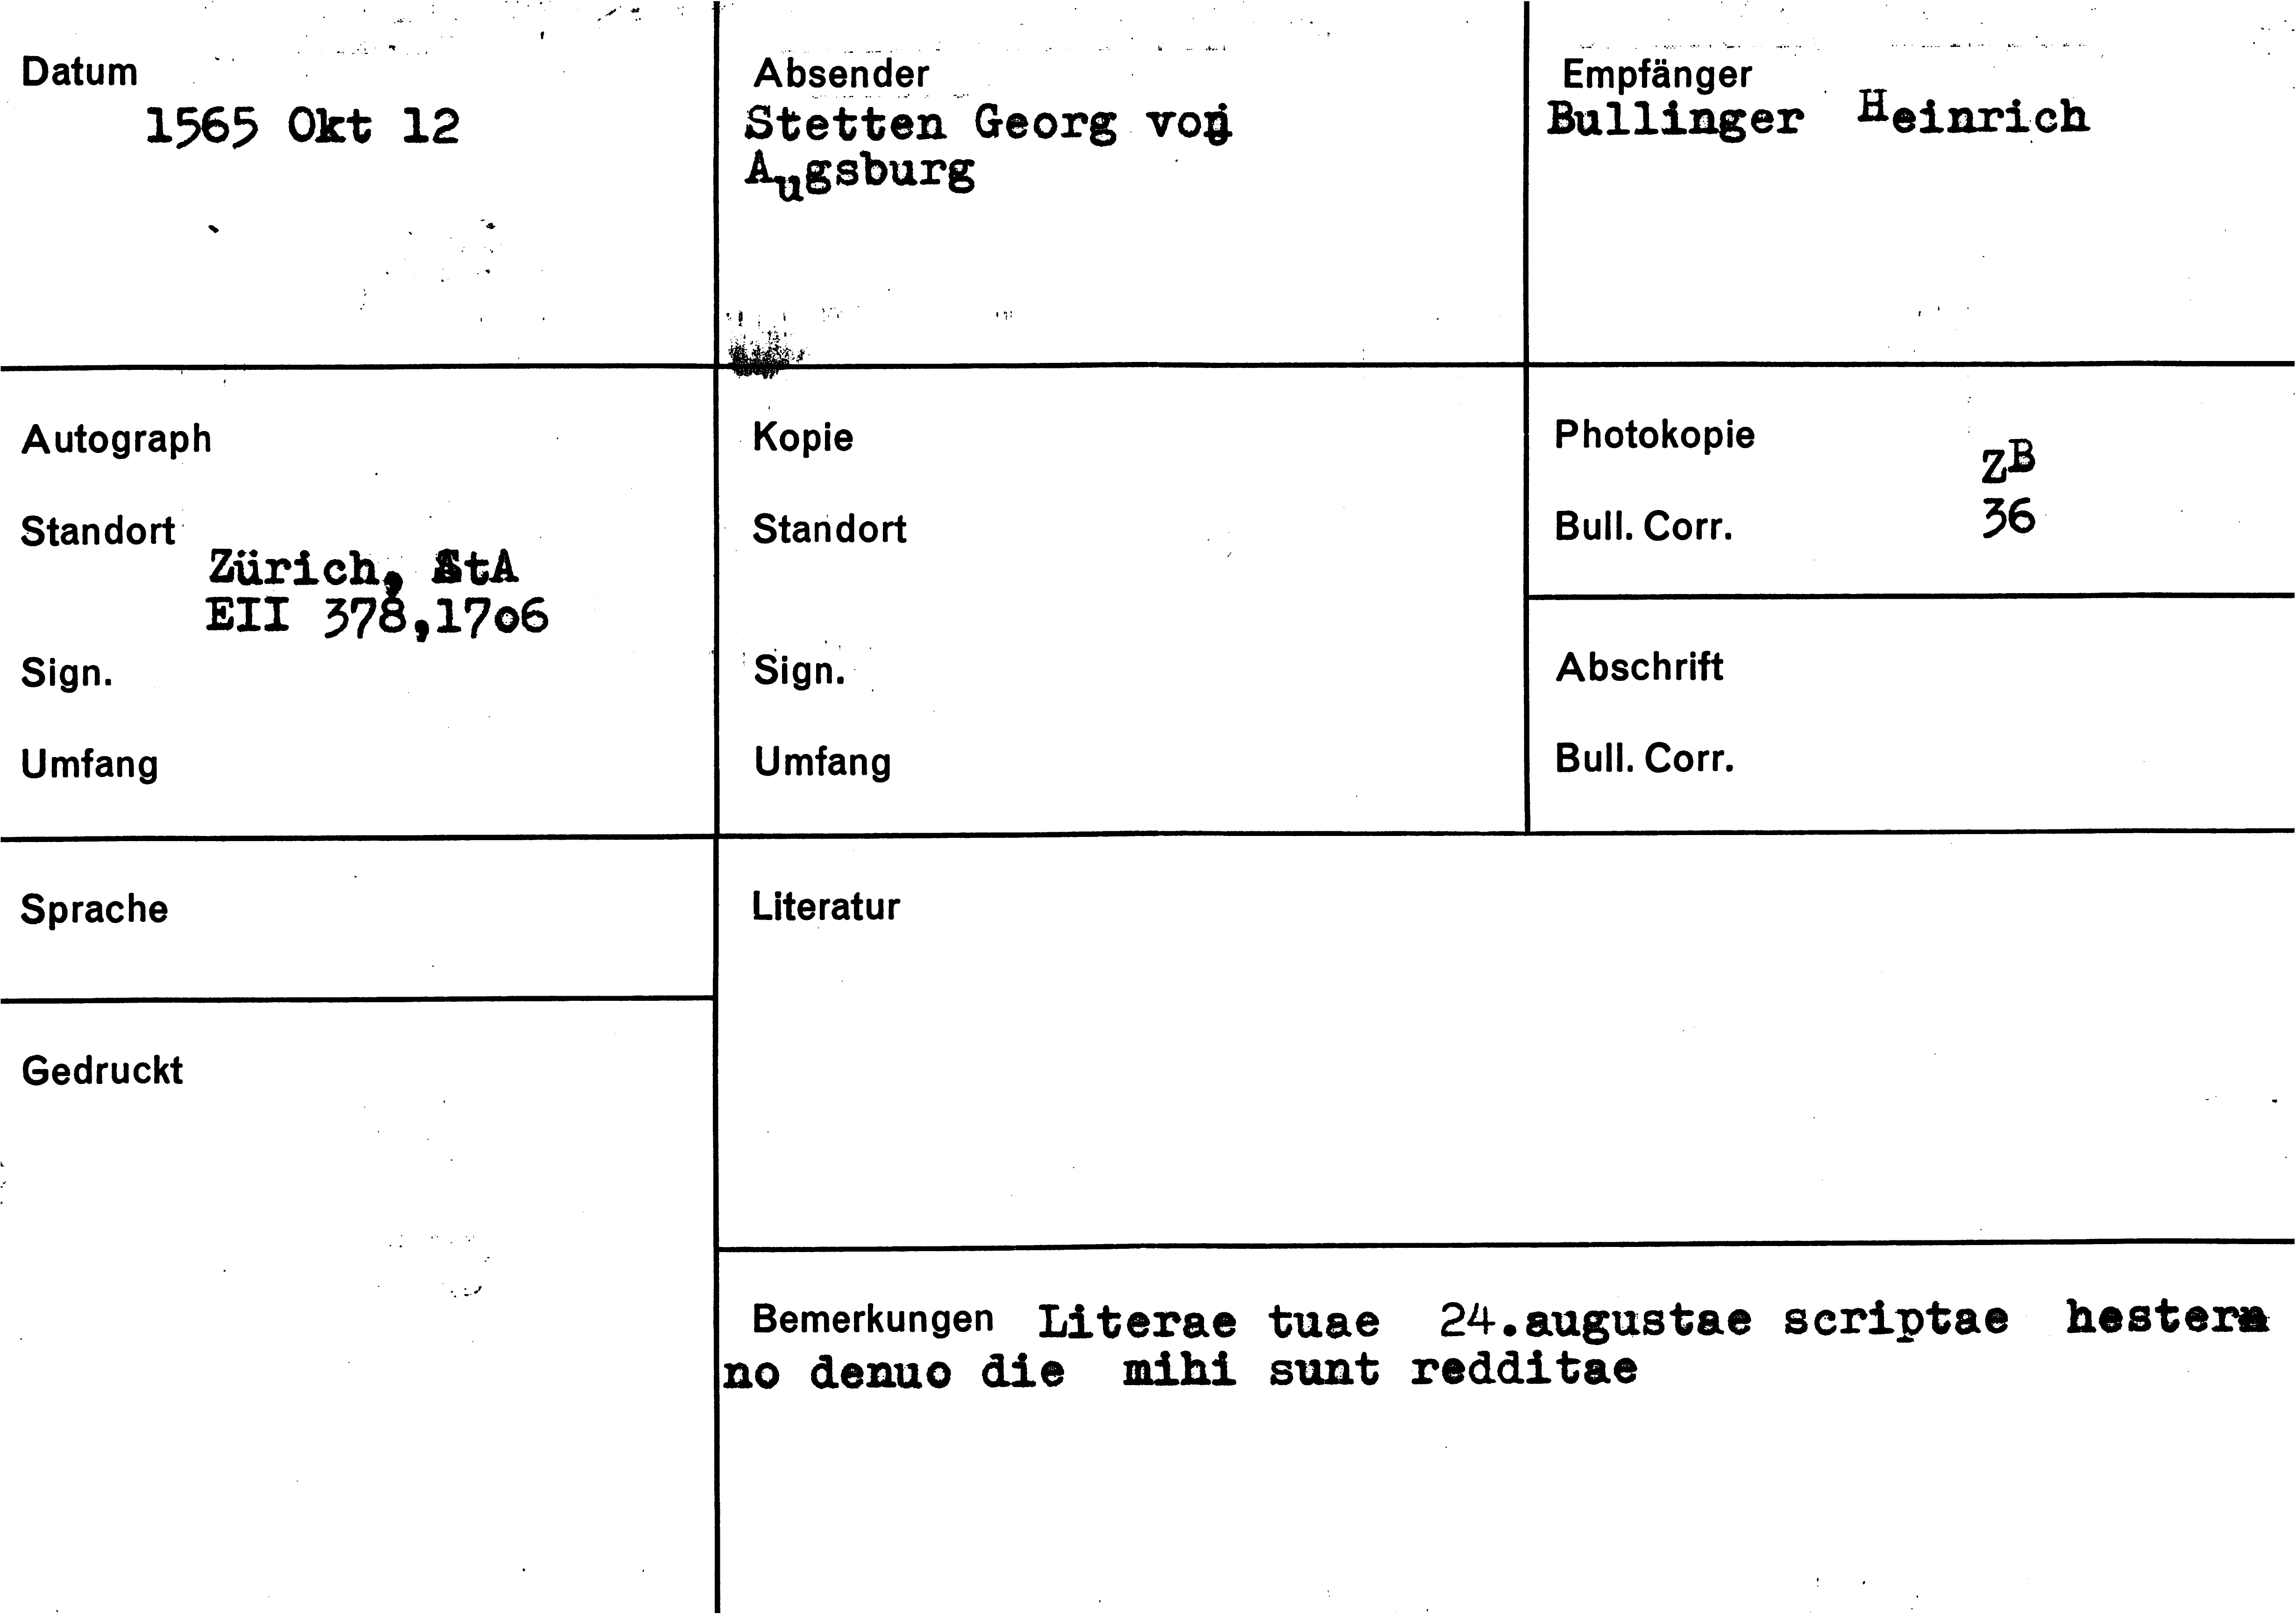 Datum
1565 Okt 12
Absender
Stetten Georg von
Augsburg
Empfänger
Bullinger Heinrich
Autograph
Standort
Zürich, StA
EII 378,1706
Sign.
Umfang
Kopie
Standort
Sign.
Umfang
Photokopie
ZB
Bull. Corr.
36
Abschrift
Bull. Corr.
Sprache
Literatur
Gedruckt
Bemerkungen Literae tuae 24.augustae scriptae hester
no denuo die mihi sunt redditae